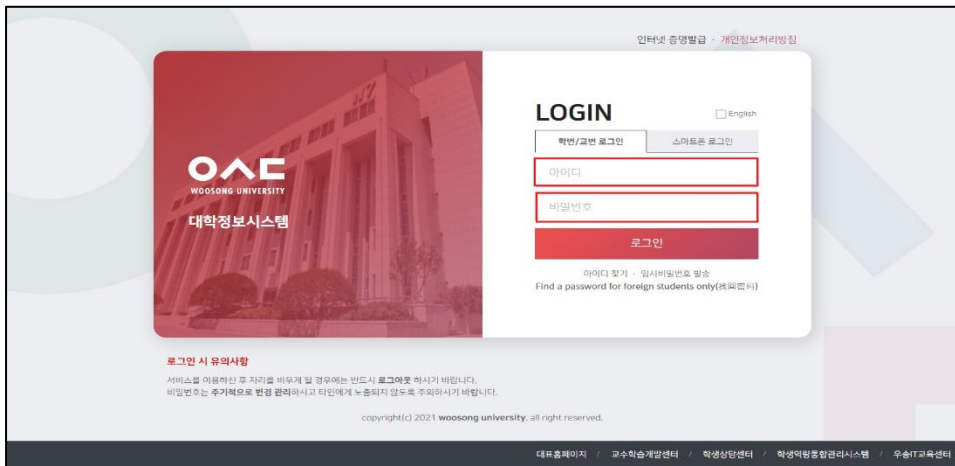 인터넷 증명발급 · 개인정보처리방침
W7
WOOSONG UNIVERSITY
대학정보시스템
LOGIN
English
학번/교번 로그인
스마트폰 로그인
아이디
비밀번호
로그인
아이디 찾기 · 임시비밀번호 발송
Find a password for foreign students only(找回密码)
로그인 시 유의사항
서비스를 이용하신 후 자리를 비우게 될 경우에는 반드시 로그아웃 하시기 바랍니다.
비밀번호는 주기적으로 변경 관리하시고 타인에게 노출되지 않도록 주의하시기 바랍니다.
copyright(c) 2021 woosong university. all right reserved.
대표홈페이지 / 교수학습개발센터 / 학생상담센터 / 학생역량통합관리시스템 / 우송IT교육센터